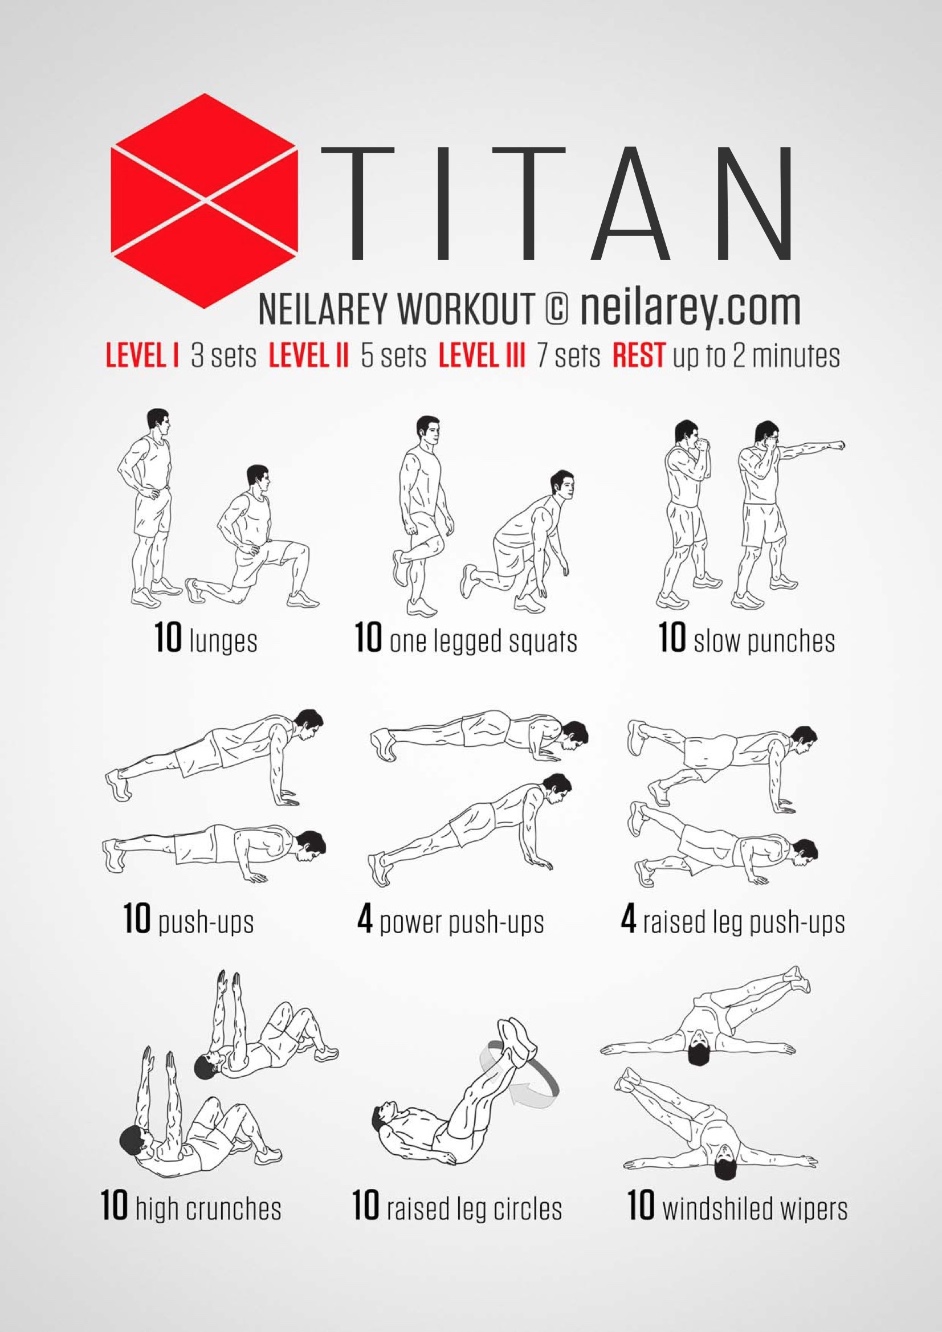 TITAN
NEILAREY WORKOUT © neilarey.com
LEVEL I 3 sets LEVEL II 5 sets LEVEL III 7 sets REST up to 2 minutes
10 lunges
10 one legged squats
10 slow punches
10 push-ups
4 power push-ups
4 raised leg push-ups
10 high crunches
10 raised leg circles
10 windshiled wipers